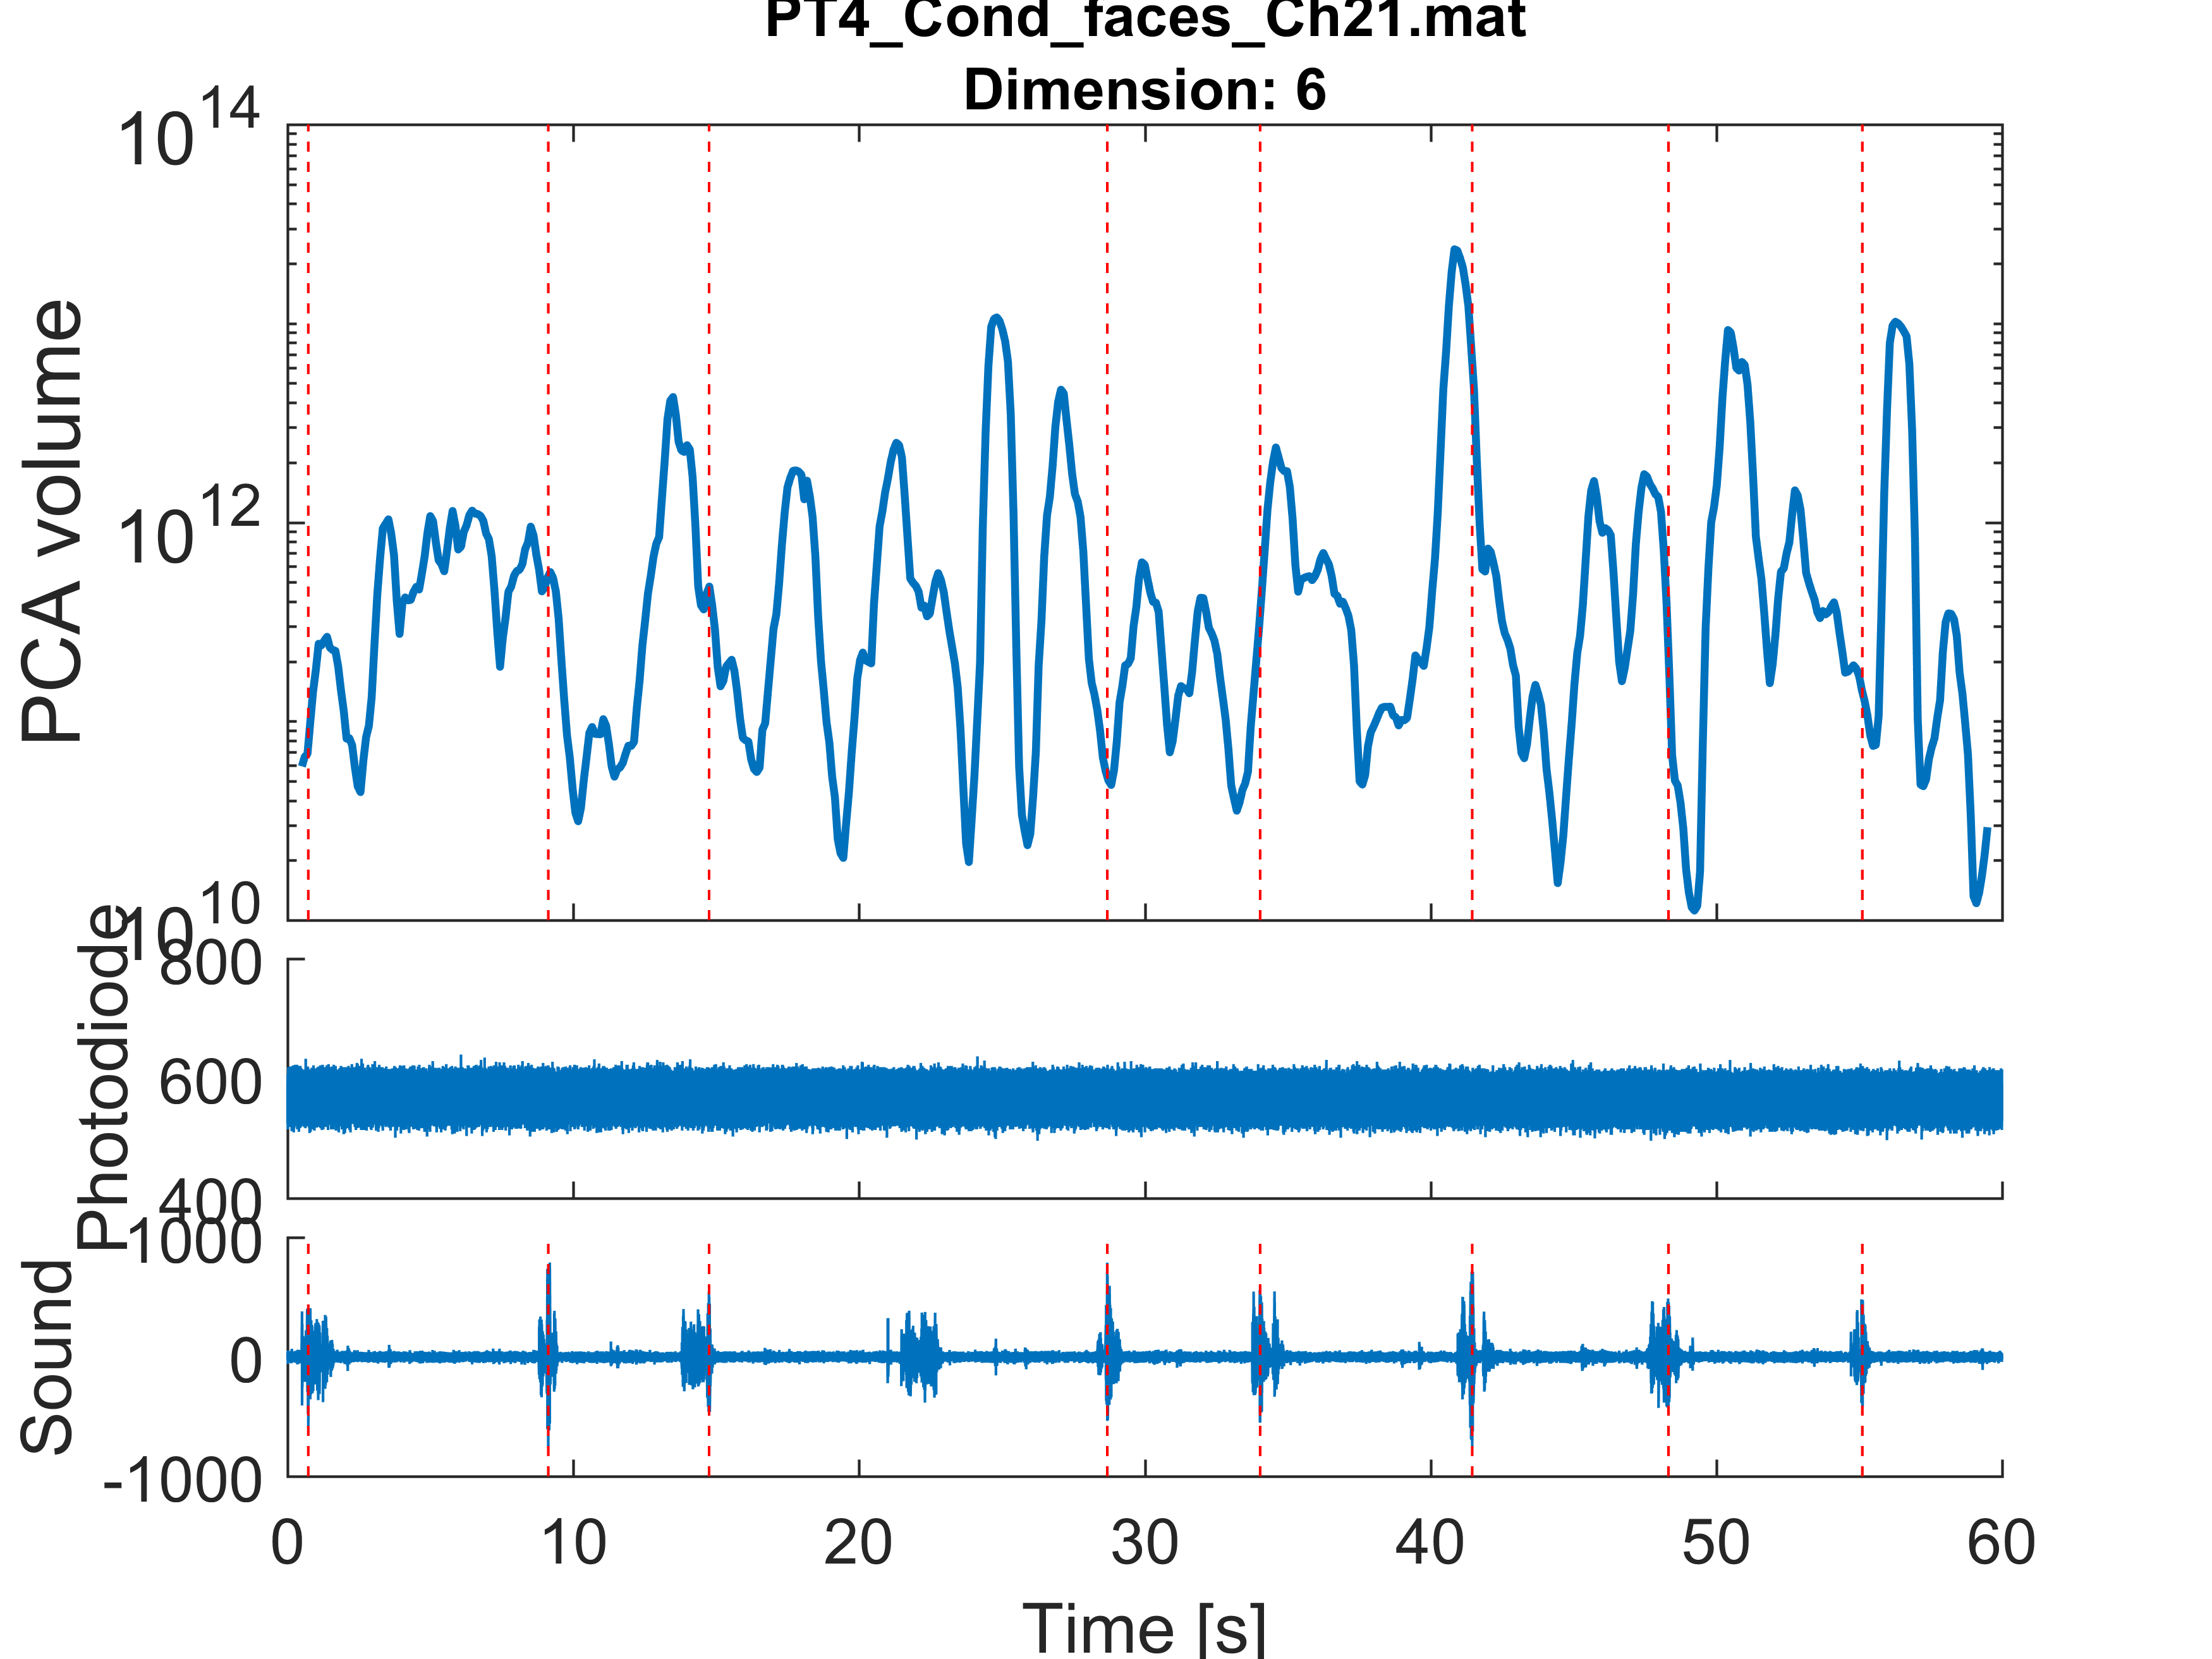 PT4_Cond_faces_Ch21.mat
Dimension: 6
PCA volume
10^14
10^12
10^10
Photodiode
800
600
400
Sound
1000
0
-1000
0 10 20 30 40 50 60
Time [s]